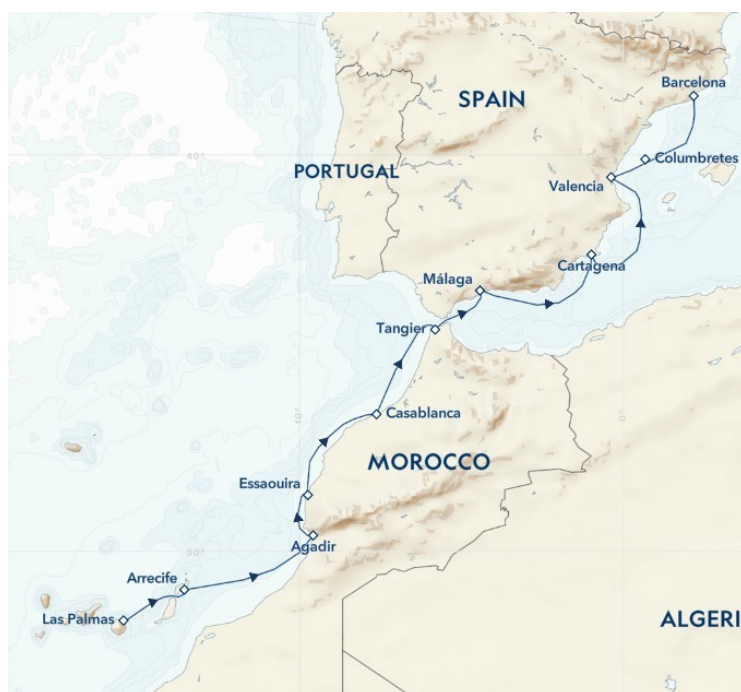 Barcelona
SPAIN
40°
Columbretes
PORTUGAL
Valencia
0°
Cartagena
Málaga
Tangier
10°
Casablanca
MOROCCO
Essaouira
Agadir
30°
Arrecife
Las Palmas
ALGERI